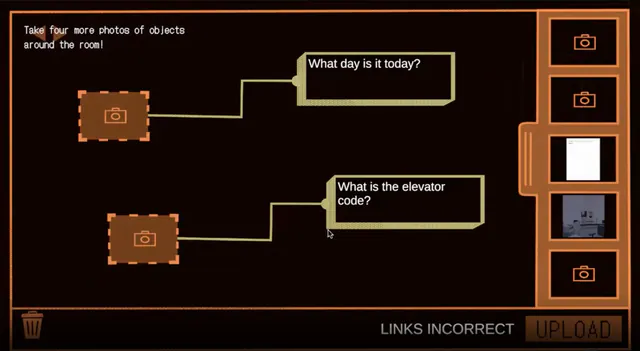 Take four more photos of objects
around the room!
What day is it today?
What is the elevator
code?
LINKS INCORRECT
UPLOAD